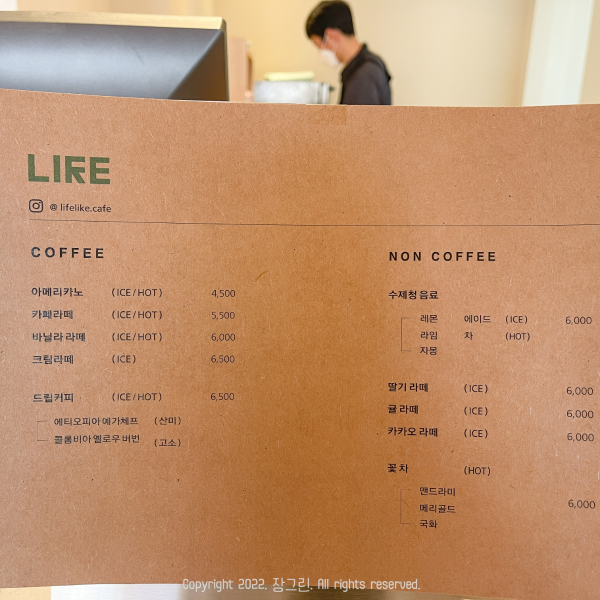 LIFE
@ lifelike.cafe
COFFEE
아메리카노 (ICE/HOT) 4,500
카페라떼 (ICE/HOT) 5,500
바닐라 라떼 (ICE/HOT) 6,000
크림라떼 (ICE) 6,500
드립커피 (ICE/HOT) 6,500
에티오피아 예가체프 (산미)
콜롬비아 옐로우 버번 (고소)
NON COFFEE
수제청 음료
레몬 에이드 (ICE) 6,000
라임 차 (HOT)
자몽
딸기 라떼 (ICE) 6,000
귤 라떼 (ICE) 6,000
카카오 라떼 (ICE) 6,000
꽃 차 (HOT)
맨드라미
메리골드 6,000
국화
Copyright 2022. 장그린. All rights reserved.